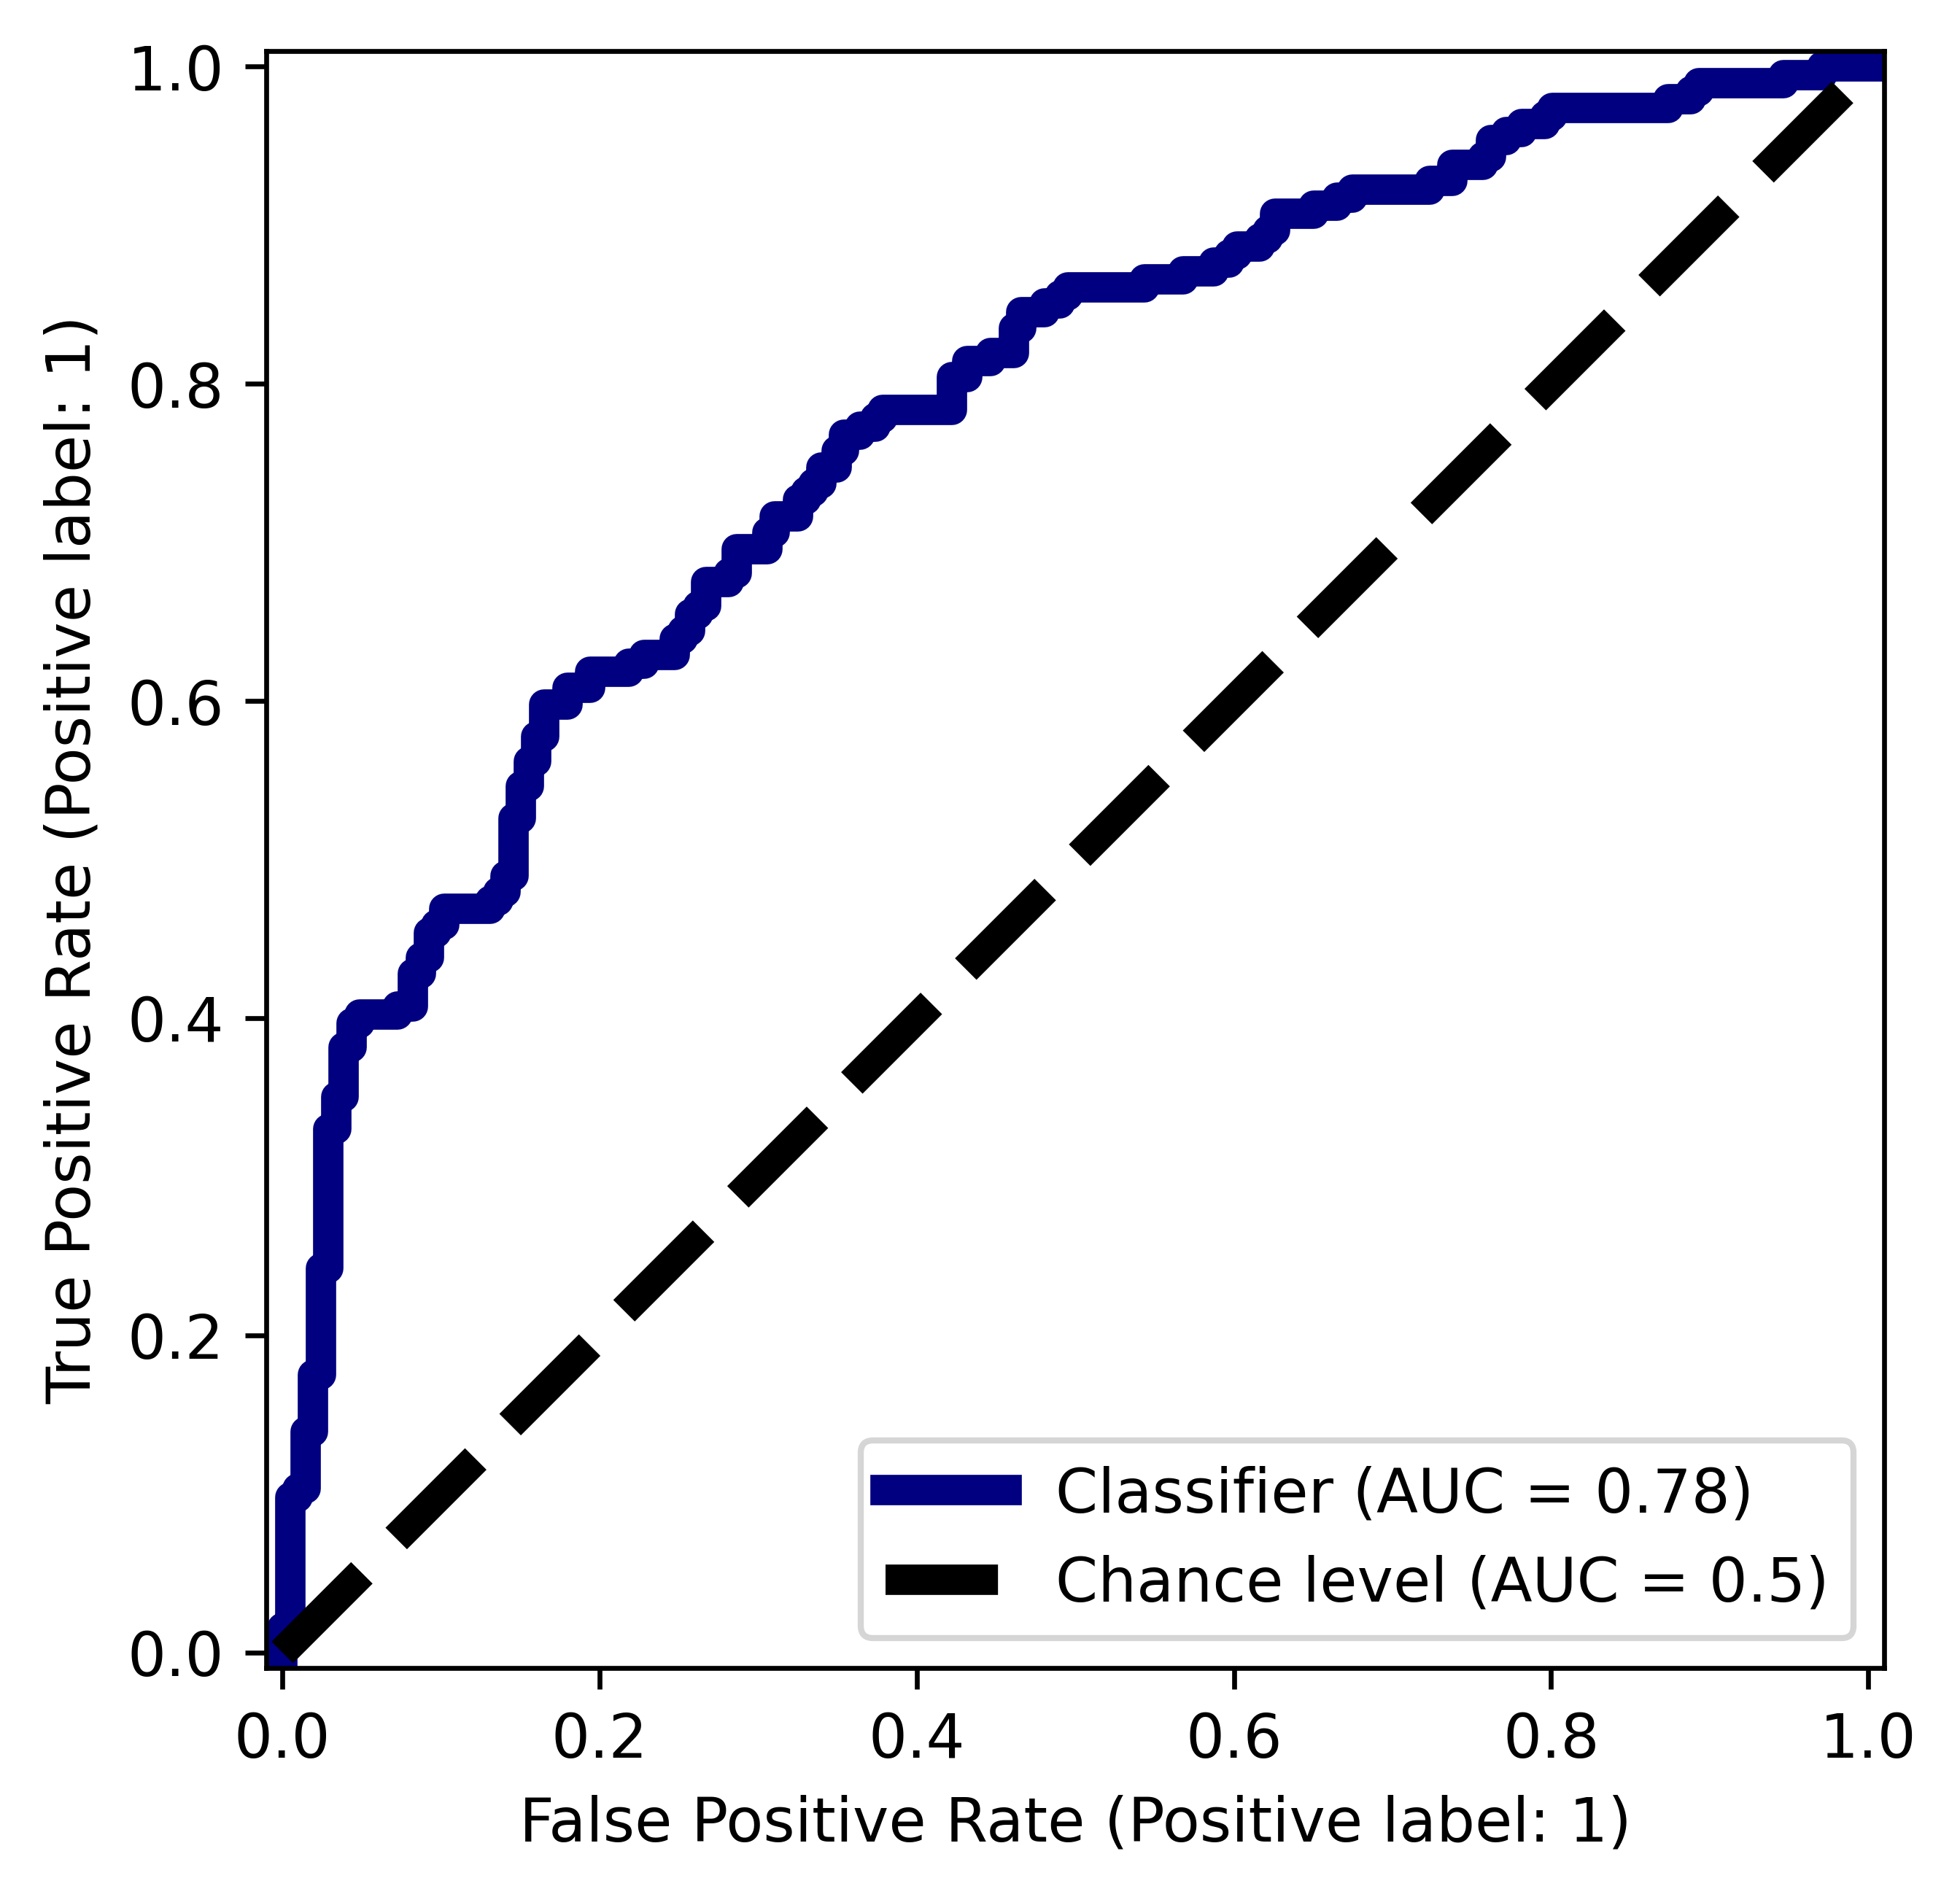 1.0
0.8
0.6
0.4
0.2
0.0
True Positive Rate (Positive label: 1)
Classifier (AUC = 0.78)
Chance level (AUC = 0.5)
0.0 0.2 0.4 0.6 0.8 1.0
False Positive Rate (Positive label: 1)